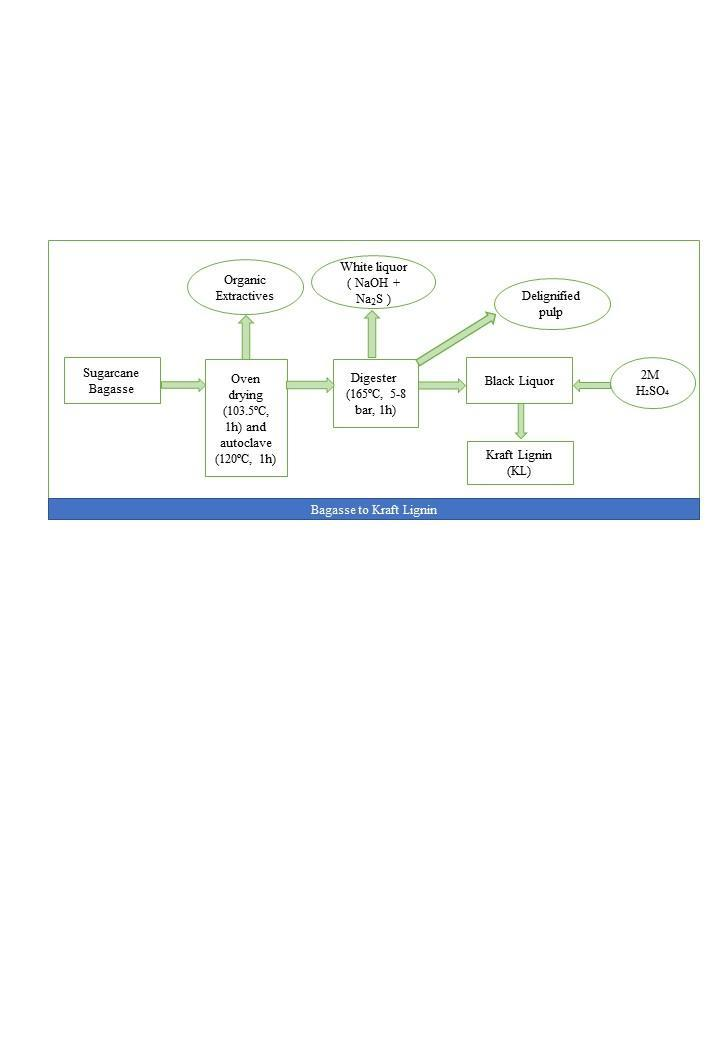 Organic
Extractives
White liquor
( NaOH +
Na₂S )
Delignified
pulp
Sugarcane
Bagasse
Oven
drying
(103.5ºC,
1h) and
autoclave
(120ºC, 1h)
Digester
(165ºC, 5-8
bar, 1h)
Black Liquor
2M
H₂SO₄
Kraft Lignin
(KL)
Bagasse to Kraft Lignin